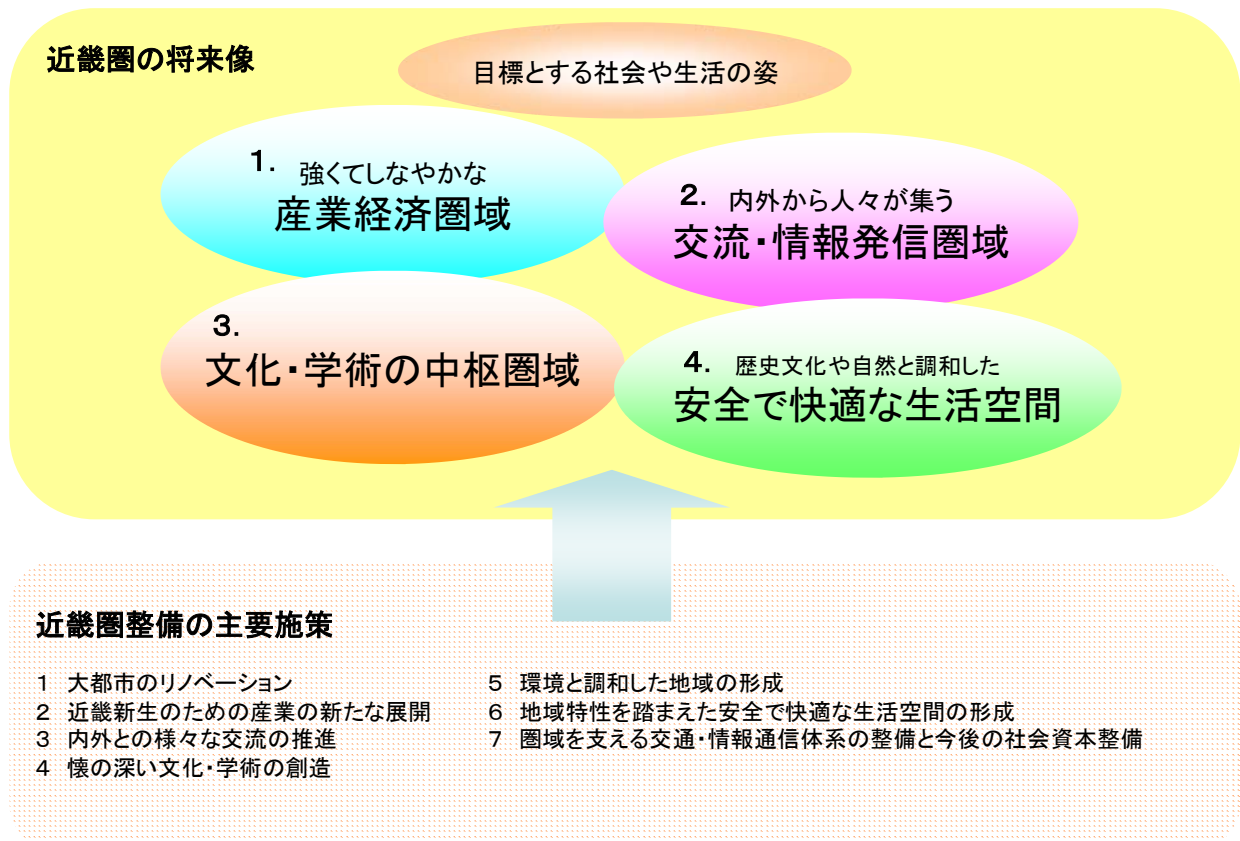 近畿圏の将来像
目標とする社会や生活の姿
1. 強くてしなやかな
産業経済圏域
2. 内外から人々が集う
交流・情報発信圏域
3.
文化・学術の中枢圏域
4. 歴史文化や自然と調和した
安全で快適な生活空間
近畿圏整備の主要施策
1 大都市のリノベーション
2 近畿新生のための産業の新たな展開
3 内外との様々な交流の推進
4 懐の深い文化・学術の創造
5 環境と調和した地域の形成
6 地域特性を踏まえた安全で快適な生活空間の形成
7 圏域を支える交通・情報通信体系の整備と今後の社会資本整備